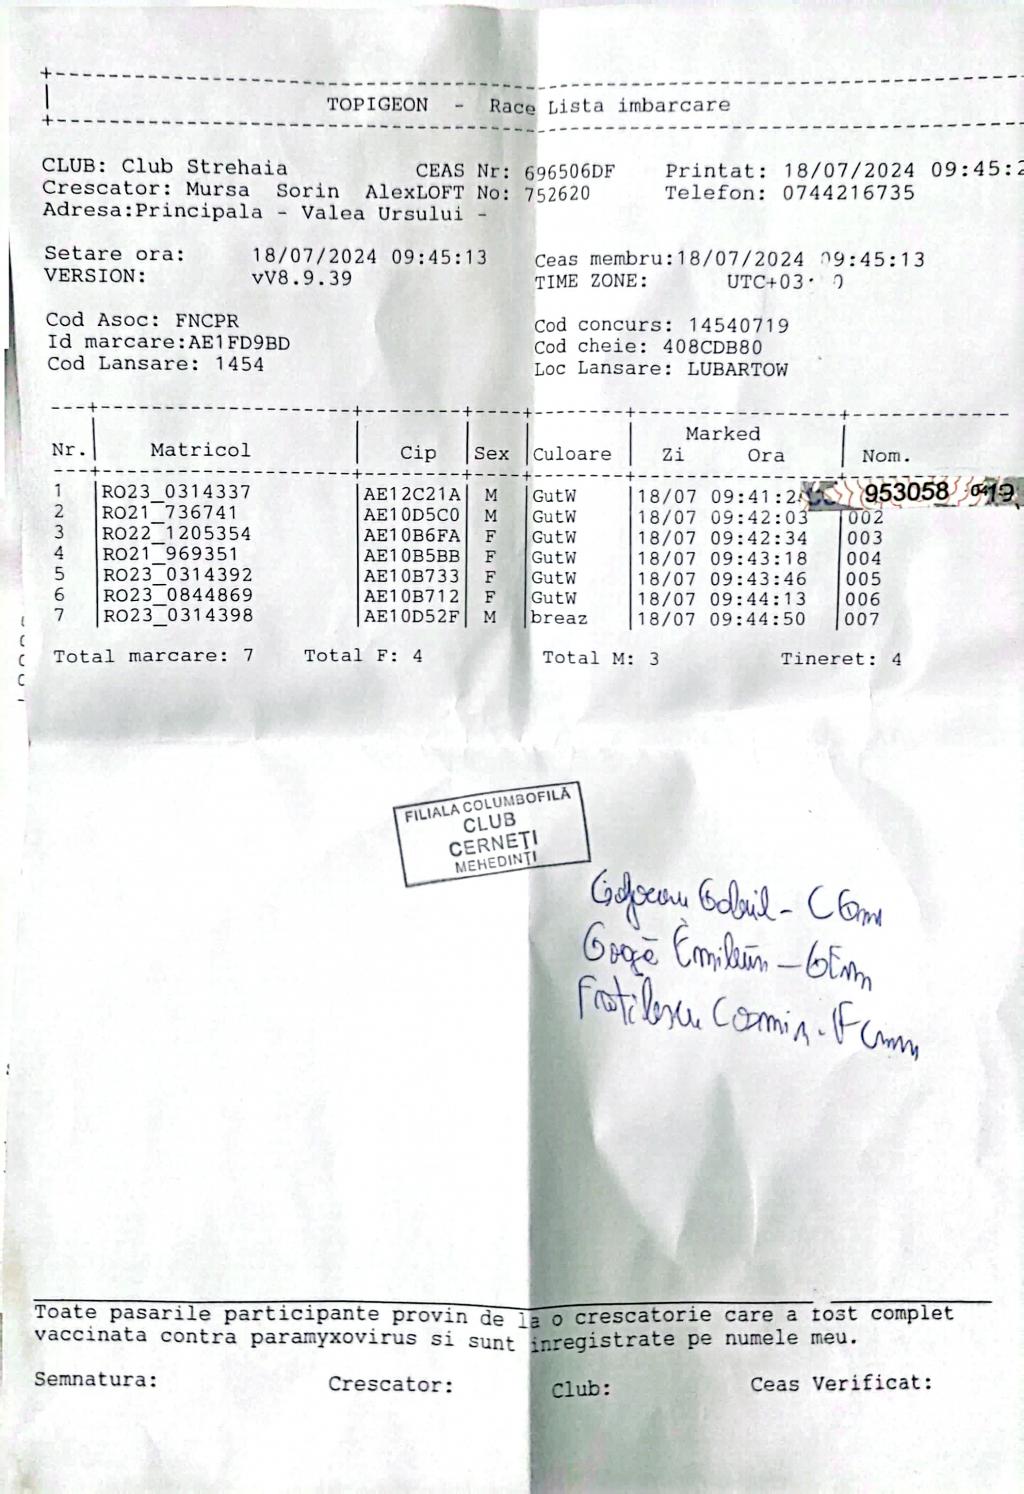 TOPIGEON - Race Lista imbarcare
CLUB: Club Strehaia CEAS Nr: 696506DF Printat: 18/07/2024 09:45:2
Crescator: Mursa Sorin AlexLOFT No: 752620 Telefon: 0744216735
Adresa:Principala - Valea Ursului -
Setare ora: 18/07/2024 09:45:13 Ceas membru:18/07/2024 09:45:13
VERSION: vV8.9.39 TIME ZONE: UTC+03: 0
Cod Asoc: FNCPR Cod concurs: 14540719
Id marcare:AE1FD9BD Cod cheie: 408CDB80
Cod Lansare: 1454 Loc Lansare: LUBARTOW
Marked
Nr. Matricol Cip Sex Culoare Zi Ora Nom.
1 RO23_0314337 AE12C21A M GutW 18/07 09:41:2 953058
2 RO21_736741 AE10D5C0 M GutW 18/07 09:42:03 002
3 RO22_1205354 AE10B6FA F GutW 18/07 09:42:34 003
4 RO21_969351 AE10B5BB F GutW 18/07 09:43:18 004
5 RO23_0314392 AE10B733 F GutW 18/07 09:43:46 005
6 RO23_0844869 AE10B712 F GutW 18/07 09:44:13 006
7 RO23_0314398 AE10D52F M breaz 18/07 09:44:50 007
Total marcare: 7 Total F: 4 Total M: 3 Tineret: 4
FILIALA COLUMBOFILĂ
CLUB
CERNEȚI
MEHEDINȚI
Gogă
Cosmin
Toate pasarile participante provin de la o crescatorie care a fost complet
vaccinata contra paramyxovirus si sunt inregistrate pe numele meu.
Semnatura: Crescator: Club: Ceas Verificat: